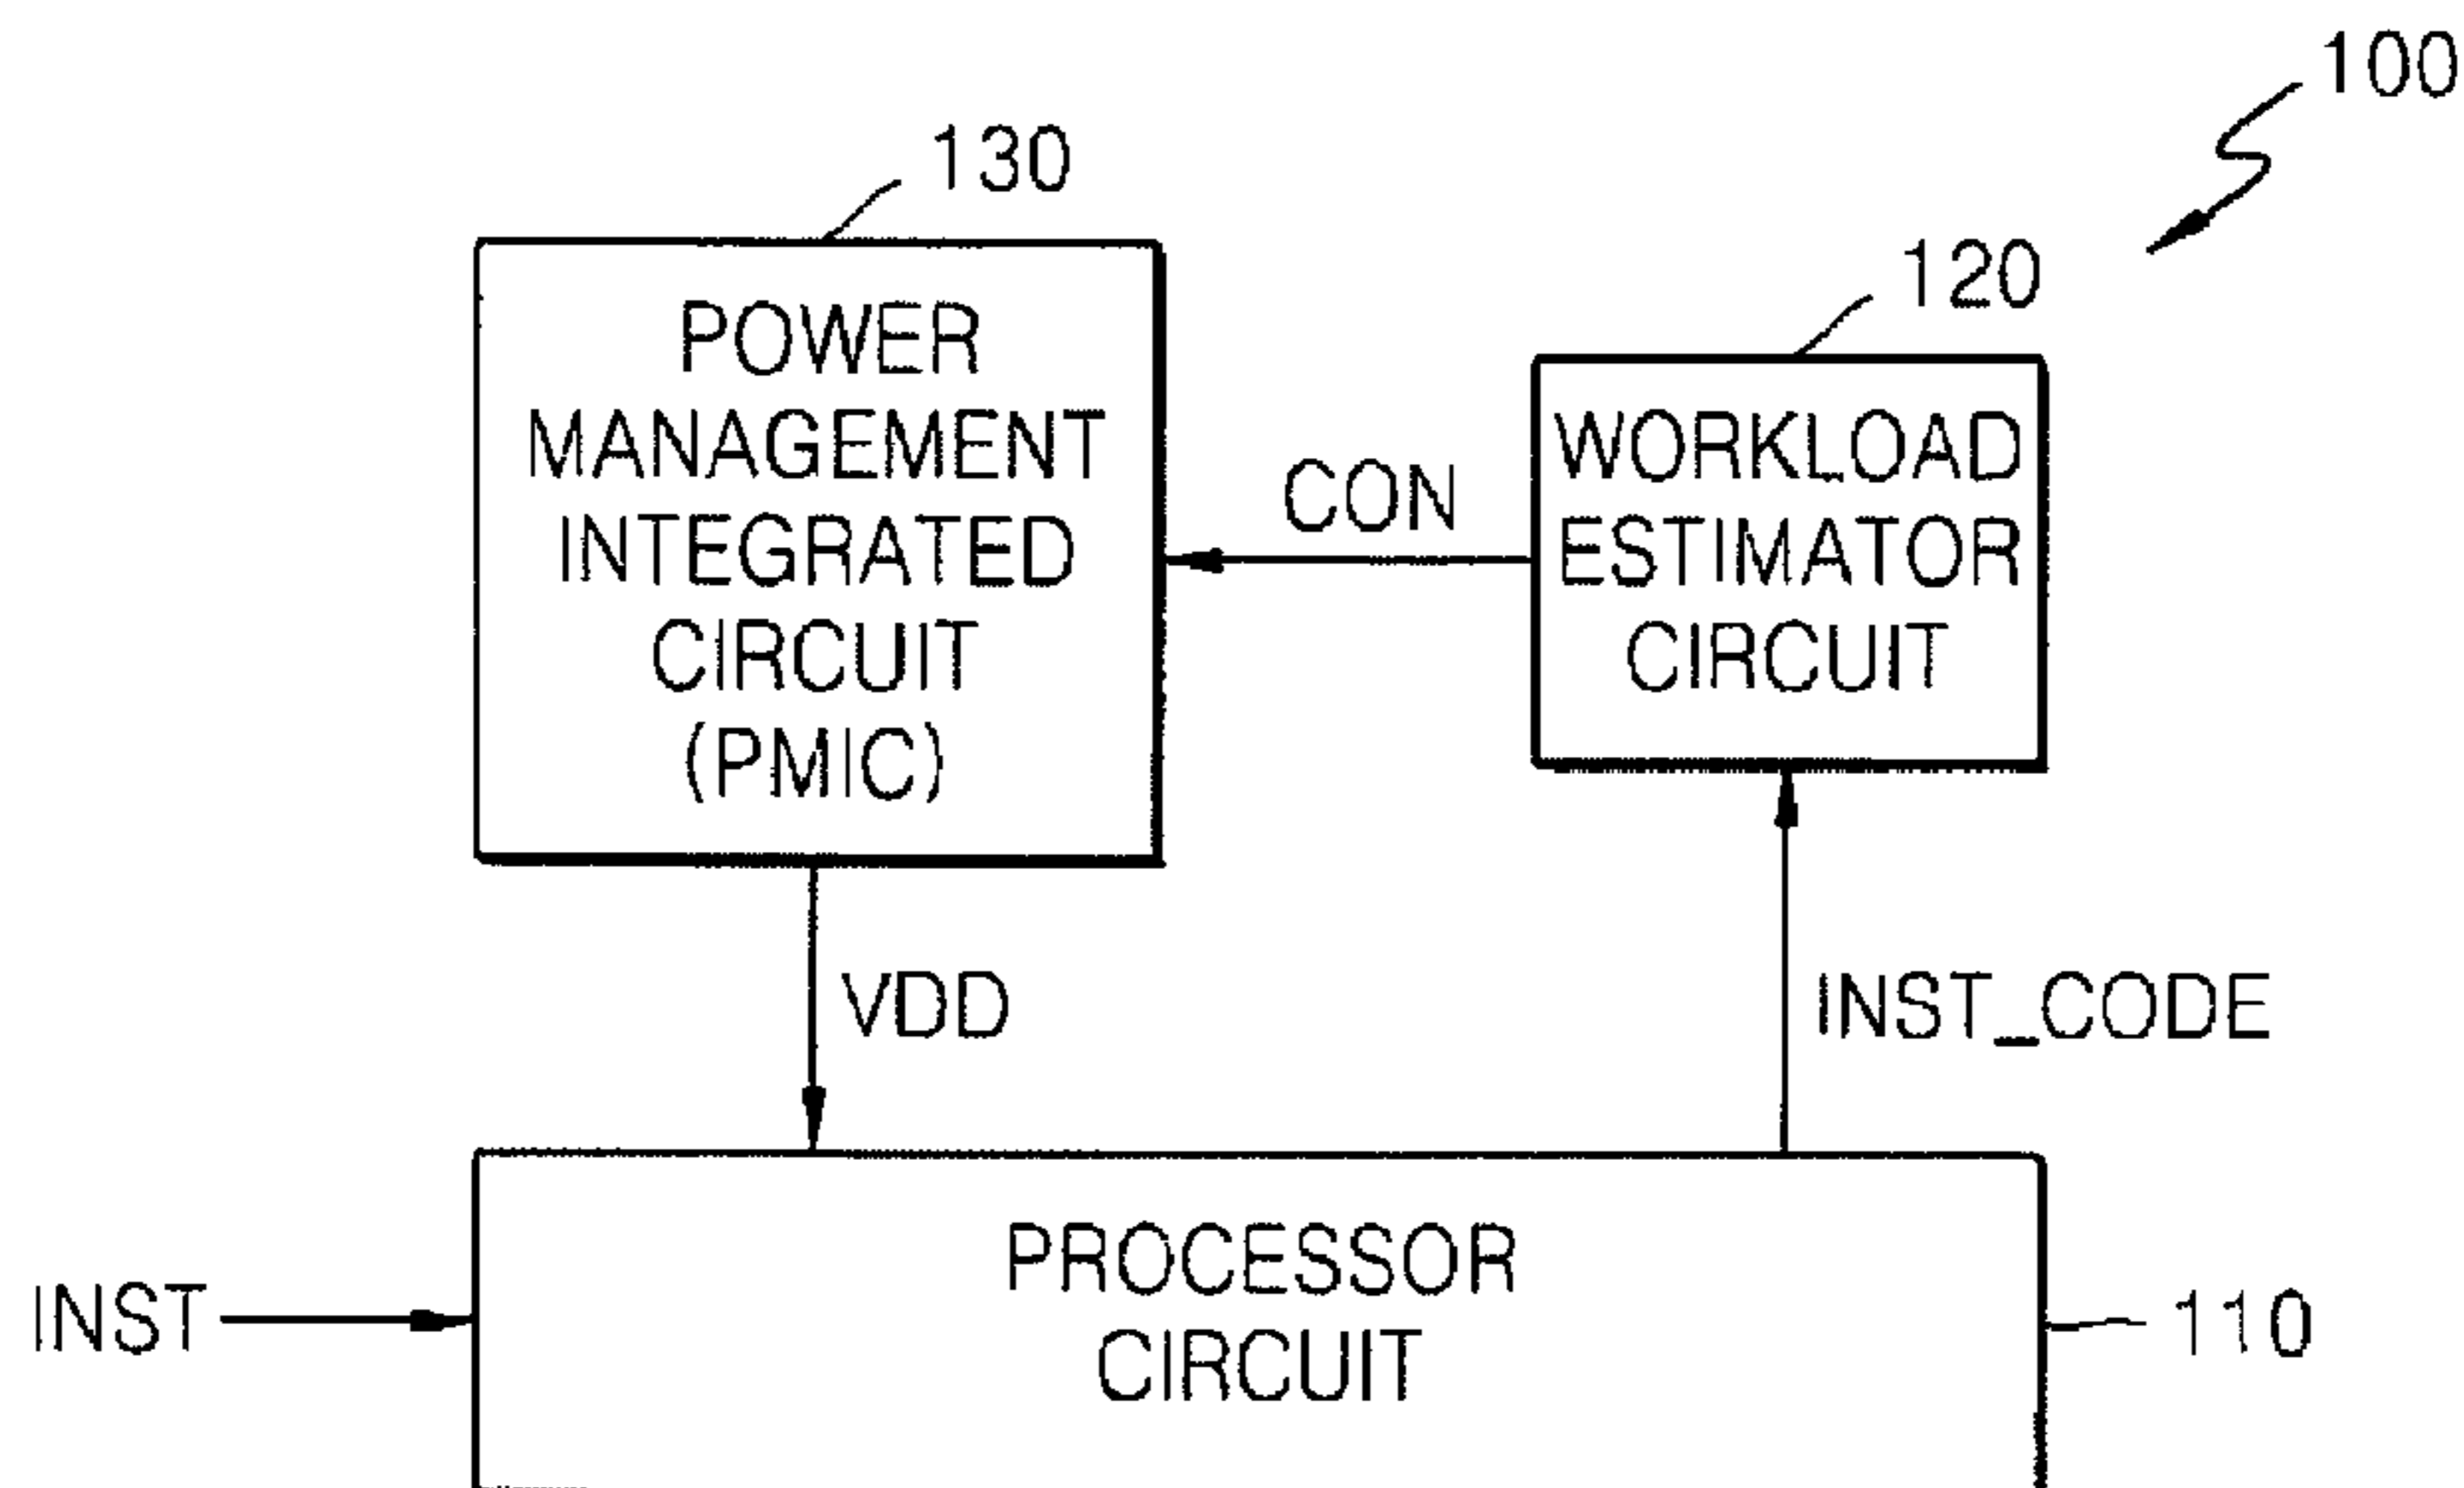 100
130
120
POWER
MANAGEMENT
INTEGRATED
CIRCUIT
(PMIC)
CON
WORKLOAD
ESTIMATOR
CIRCUIT
VDD
INST_CODE
INST
PROCESSOR
CIRCUIT
110